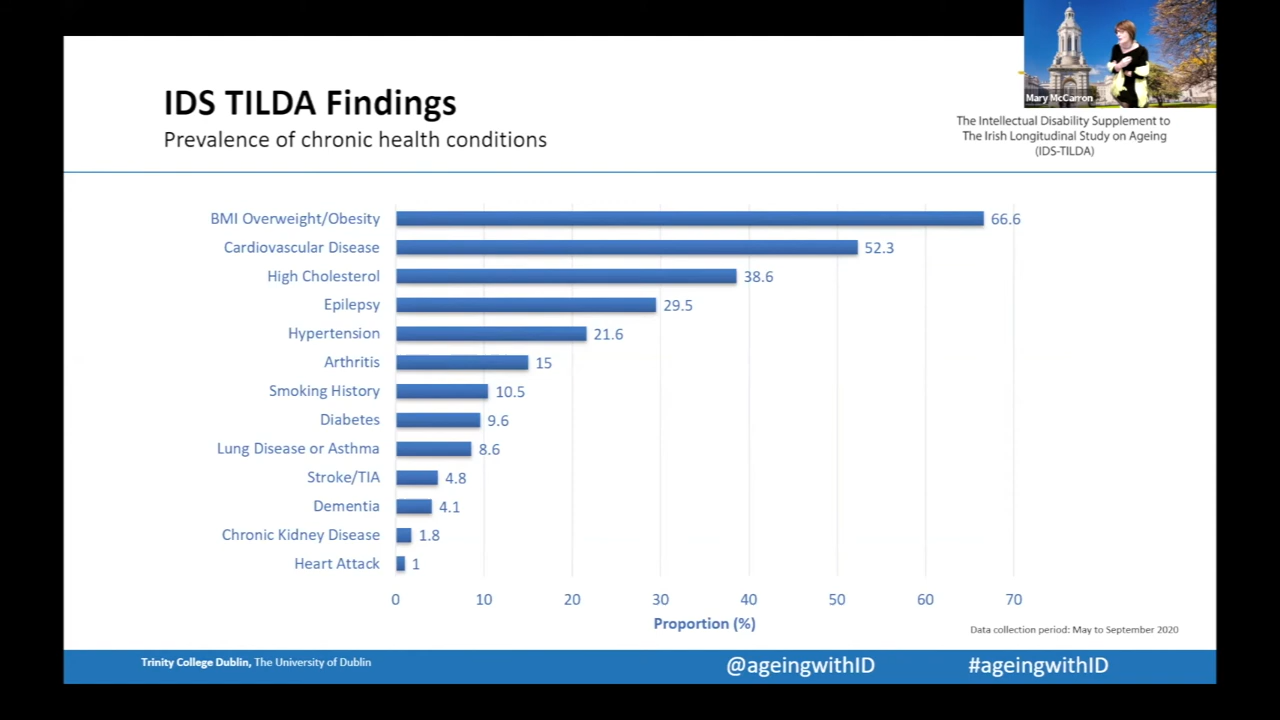 IDS TILDA Findings
Prevalence of chronic health conditions
Mary McCarron
The Intellectual Disability Supplement to
The Irish Longitudinal Study on Ageing
(IDS-TILDA)
BMI Overweight/Obesity 66.6
Cardiovascular Disease 52.3
High Cholesterol 38.6
Epilepsy 29.5
Hypertension 21.6
Arthritis 15
Smoking History 10.5
Diabetes 9.6
Lung Disease or Asthma 8.6
Stroke/TIA 4.8
Dementia 4.1
Chronic Kidney Disease 1.8
Heart Attack 1
0 10 20 30 40 50 60 70
Proportion (%)
Data collection period: May to September 2020
Trinity College Dublin, The University of Dublin @ageingwithID #ageingwithID